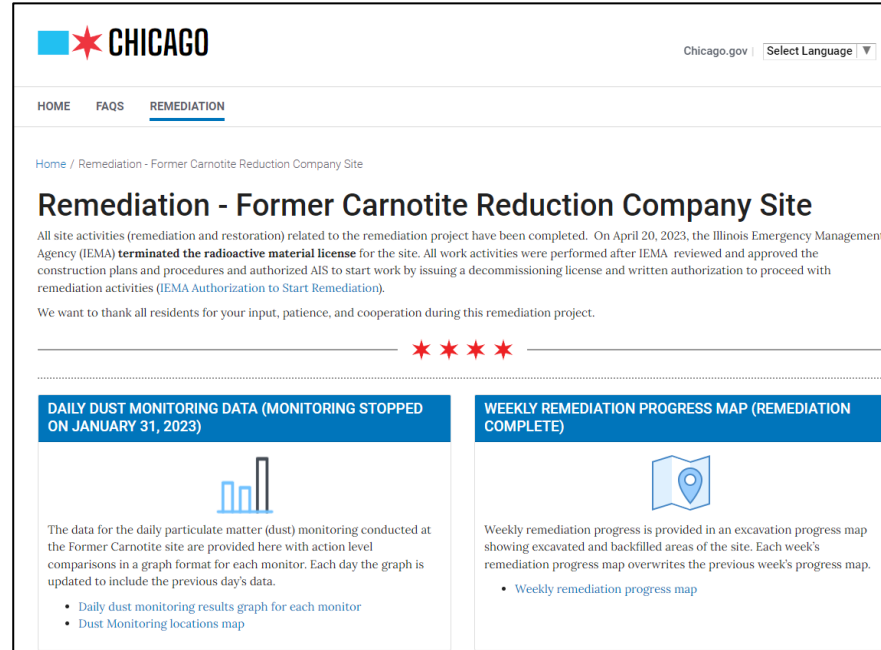 CHICAGO
Chicago.gov
Select Language ▼
HOME FAQS REMEDIATION
Home / Remediation - Former Carnotite Reduction Company Site
Remediation - Former Carnotite Reduction Company Site
All site activities (remediation and restoration) related to the remediation project have been completed. On April 20, 2023, the Illinois Emergency Management
Agency (IEMA) terminated the radioactive material license for the site. All work activities were performed after IEMA reviewed and approved the
construction plans and procedures and authorized AIS to start work by issuing a decommissioning license and written authorization to proceed with
remediation activities (IEMA Authorization to Start Remediation).
We want to thank all residents for your input, patience, and cooperation during this remediation project.
DAILY DUST MONITORING DATA (MONITORING STOPPED
ON JANUARY 31, 2023)
The data for the daily particulate matter (dust) monitoring conducted at
the Former Carnotite site are provided here with action level
comparisons in a graph format for each monitor. Each day the graph is
updated to include the previous day's data.
• Daily dust monitoring results graph for each monitor
• Dust Monitoring locations map
WEEKLY REMEDIATION PROGRESS MAP (REMEDIATION
COMPLETE)
Weekly remediation progress is provided in an excavation progress map
showing excavated and backfilled areas of the site. Each week's
remediation progress map overwrites the previous week's progress map.
• Weekly remediation progress map